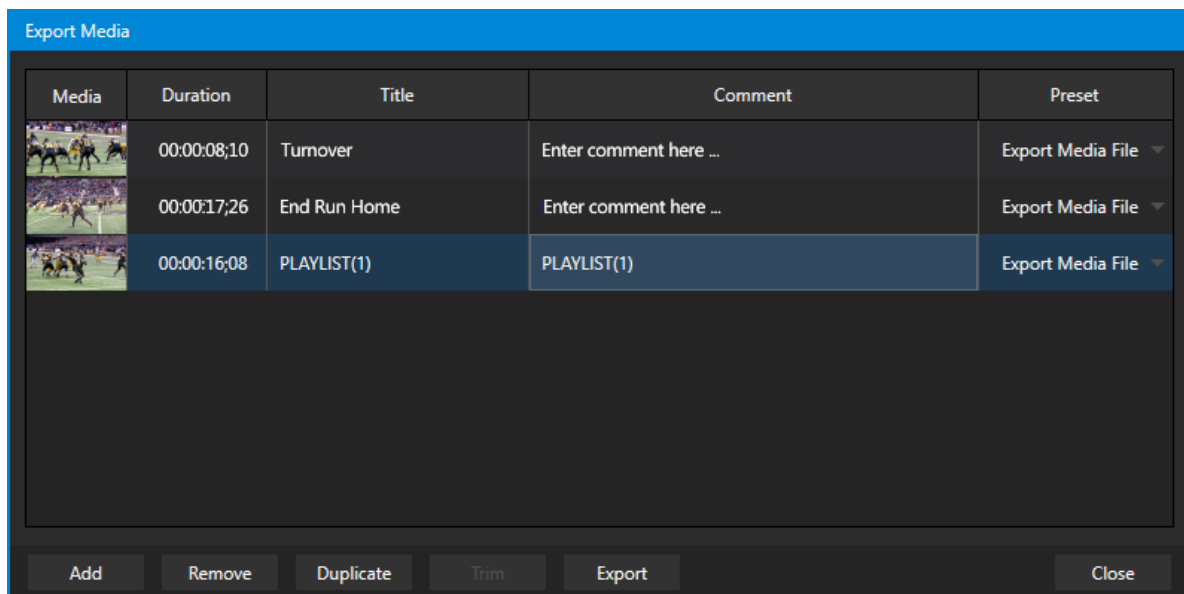 Export Media
Media Duration Title Comment Preset
00:00:08;10 Turnover Enter comment here ... Export Media File
00:00:17;26 End Run Home Enter comment here ... Export Media File
00:00:16;08 PLAYLIST(1) PLAYLIST(1) Export Media File
Add Remove Duplicate Trim Export Close